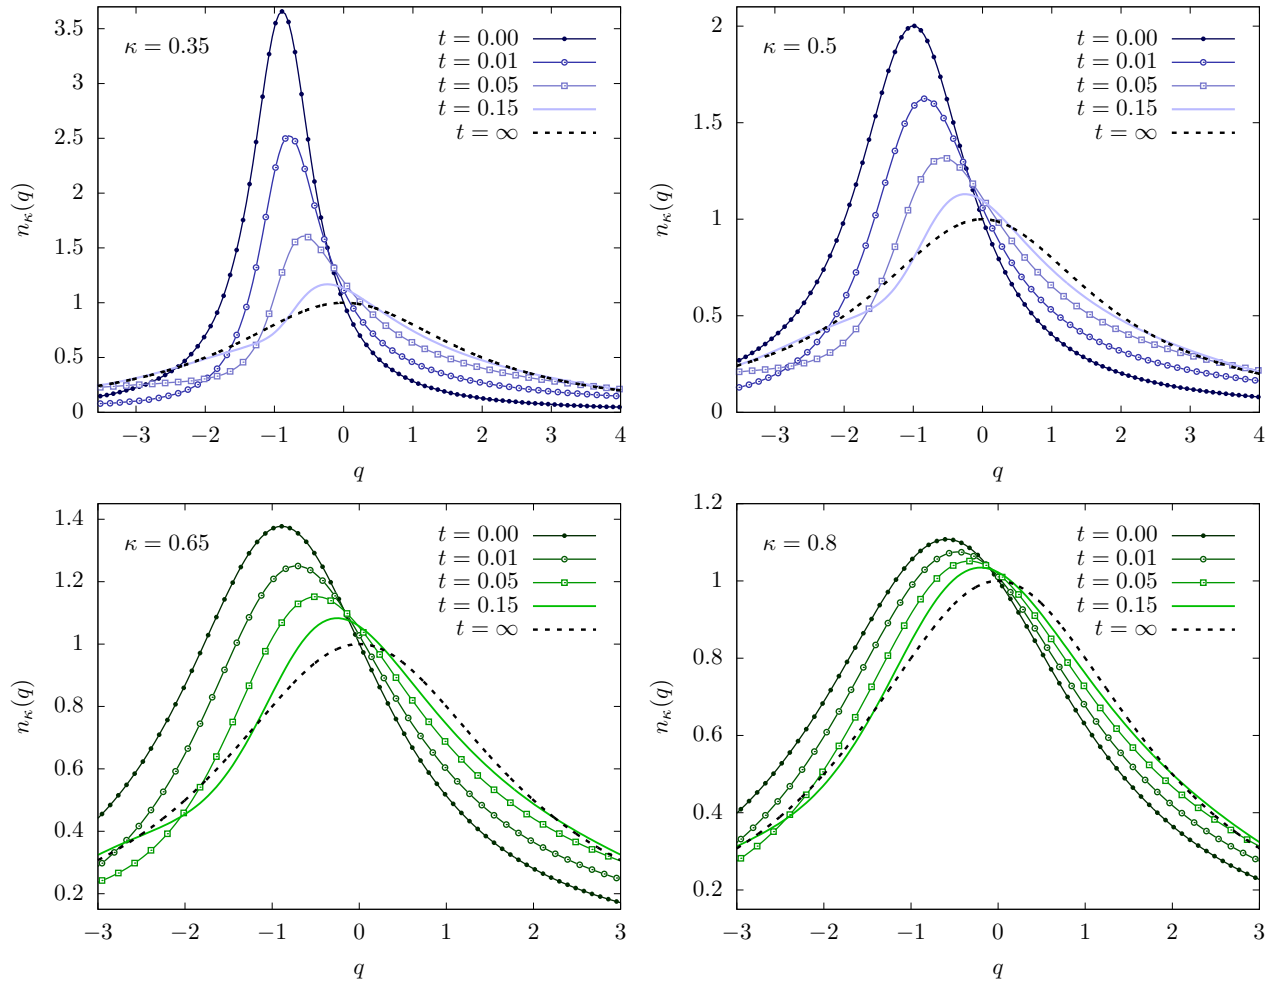 κ = 0.35
t = 0.00
t = 0.01
t = 0.05
t = 0.15
t = ∞
3.5
3
2.5
2
1.5
1
0.5
0
n_κ(q)
−3 −2 −1 0 1 2 3 4
q
κ = 0.5
t = 0.00
t = 0.01
t = 0.05
t = 0.15
t = ∞
2
1.5
1
0.5
0
n_κ(q)
−3 −2 −1 0 1 2 3 4
q
κ = 0.65
t = 0.00
t = 0.01
t = 0.05
t = 0.15
t = ∞
1.4
1.2
1
0.8
0.6
0.4
0.2
n_κ(q)
−3 −2 −1 0 1 2 3
q
κ = 0.8
t = 0.00
t = 0.01
t = 0.05
t = 0.15
t = ∞
1.2
1
0.8
0.6
0.4
0.2
n_κ(q)
−3 −2 −1 0 1 2 3
q